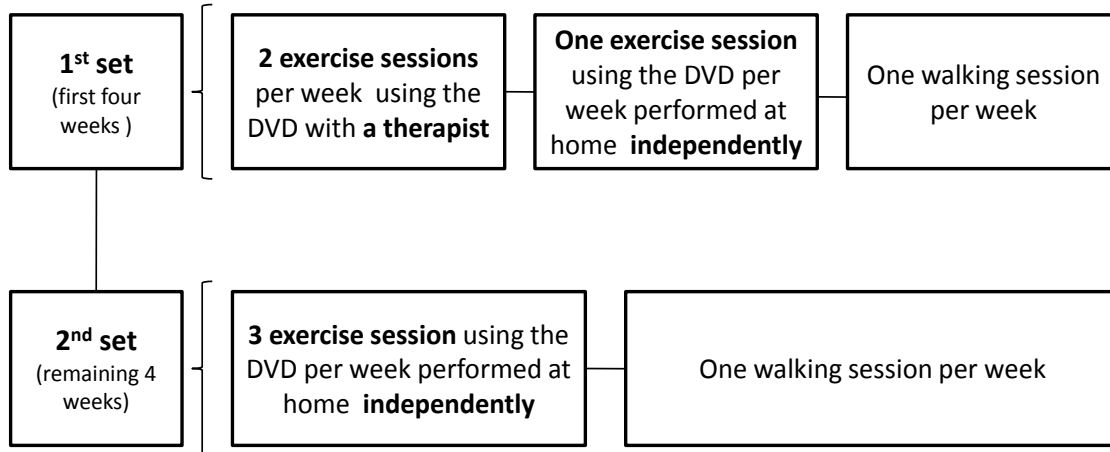 1st set
(first four
weeks )
2 exercise sessions
per week using the
DVD with a therapist
One exercise session
using the DVD per
week performed at
home independently
One walking session
per week
2nd set
(remaining 4
weeks)
3 exercise session using the
DVD per week performed at
home independently
One walking session per week